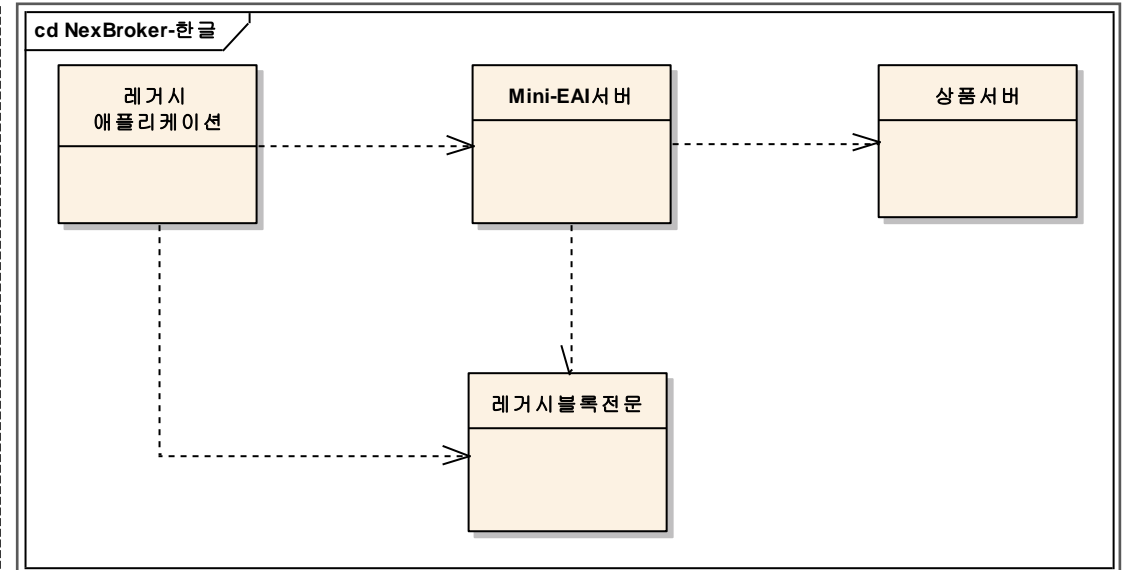 cd NexBroker-한글
레거시
애플리케이션
Mini-EAI서버
상품서버
레거시블록전문